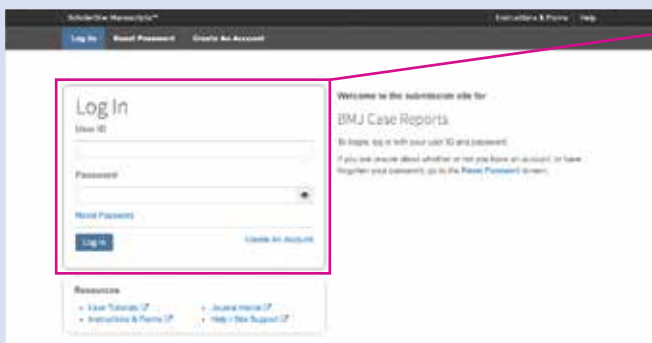 ScholarOne Manuscripts™
Instructions & Forms Help
Log In Reset Password Create An Account
Log In
User ID
Password
Reset Password
Log In
Create An Account
Resources
User Tutorials
Journal Home
Instructions & Forms
Help / Site Support
Welcome to the submission site for
BMJ Case Reports
To begin, log in with your user ID and password.
If you are unsure about whether or not you have an account, or have
forgotten your password, go to the Reset Password screen.